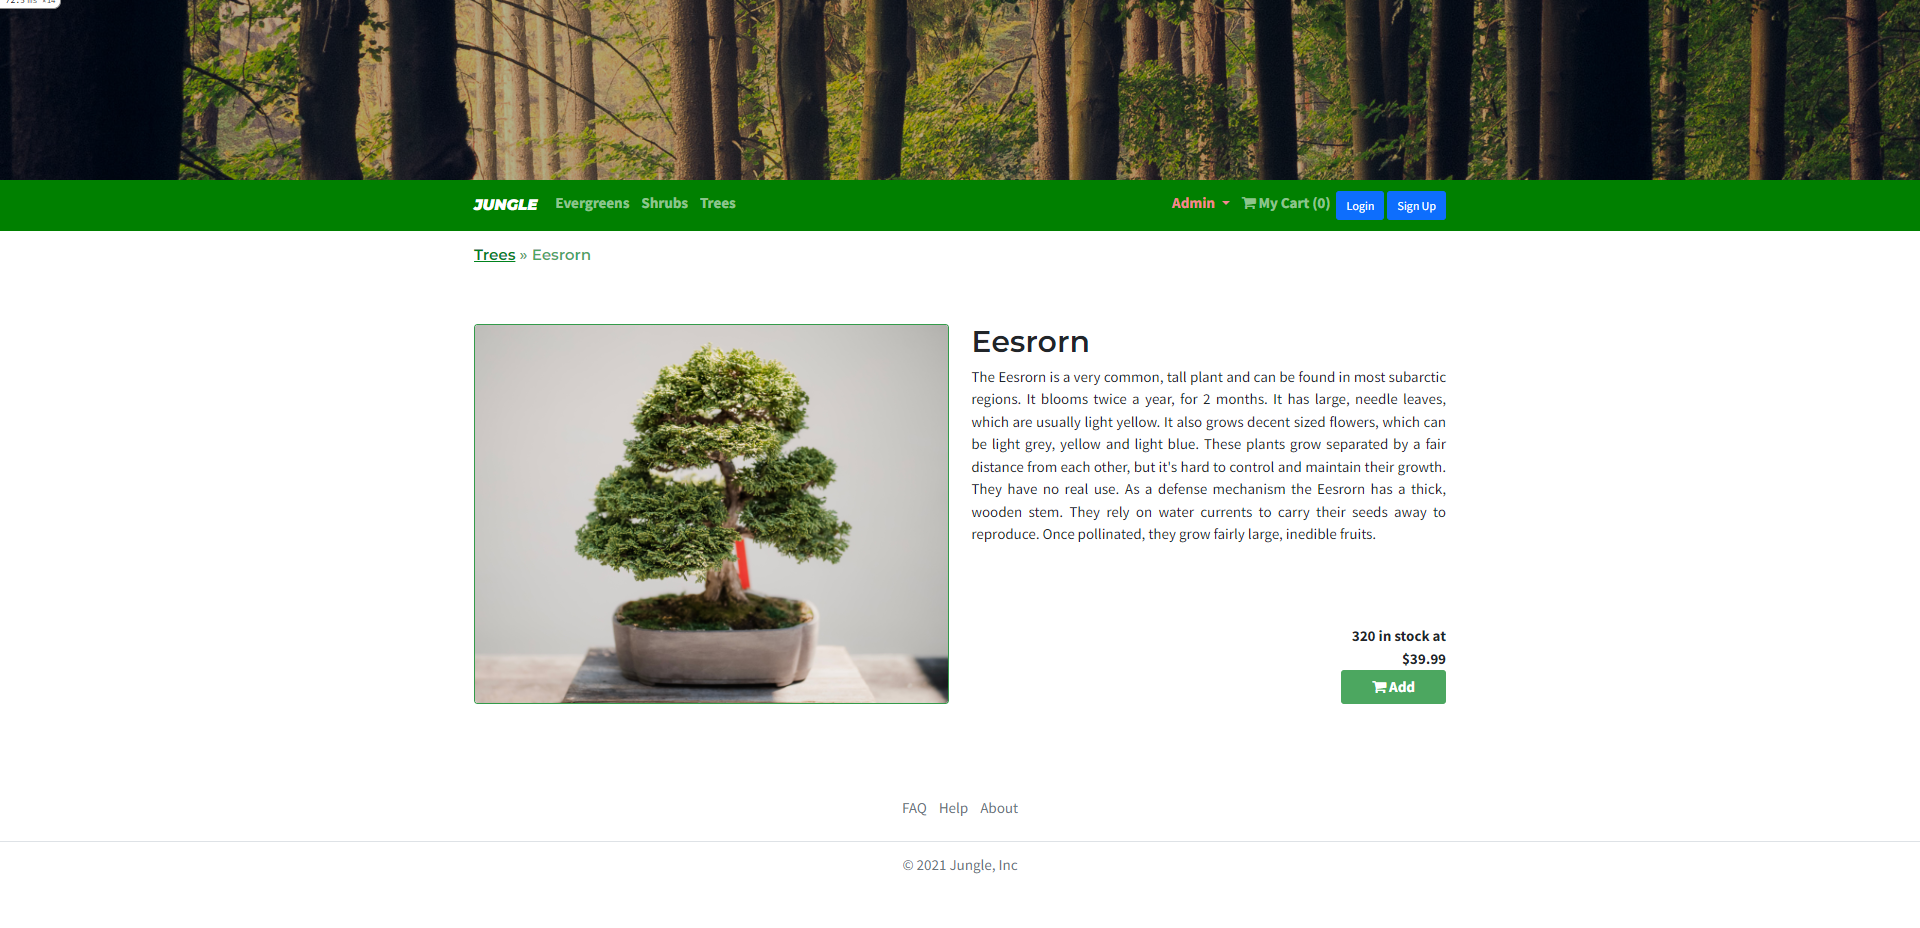 JUNGLE Evergreens Shrubs Trees Admin My Cart (0) Login Sign Up
Trees » Eesrorn
Eesrorn
The Eesrorn is a very common, tall plant and can be found in most subarctic
regions. It blooms twice a year, for 2 months. It has large, needle leaves,
which are usually light yellow. It also grows decent sized flowers, which can
be light grey, yellow and light blue. These plants grow separated by a fair
distance from each other, but it's hard to control and maintain their growth.
They have no real use. As a defense mechanism the Eesrorn has a thick,
wooden stem. They rely on water currents to carry their seeds away to
reproduce. Once pollinated, they grow fairly large, inedible fruits.
320 in stock at
$39.99
Add
FAQ Help About
© 2021 Jungle, Inc